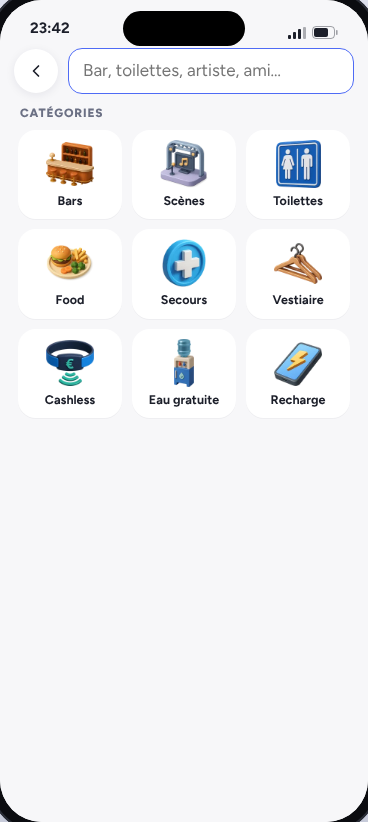 23:42
Bar, toilettes, artiste, ami...
CATÉGORIES
Bars
Scènes
Toilettes
Food
Secours
Vestiaire
€
Cashless
Eau gratuite
Recharge